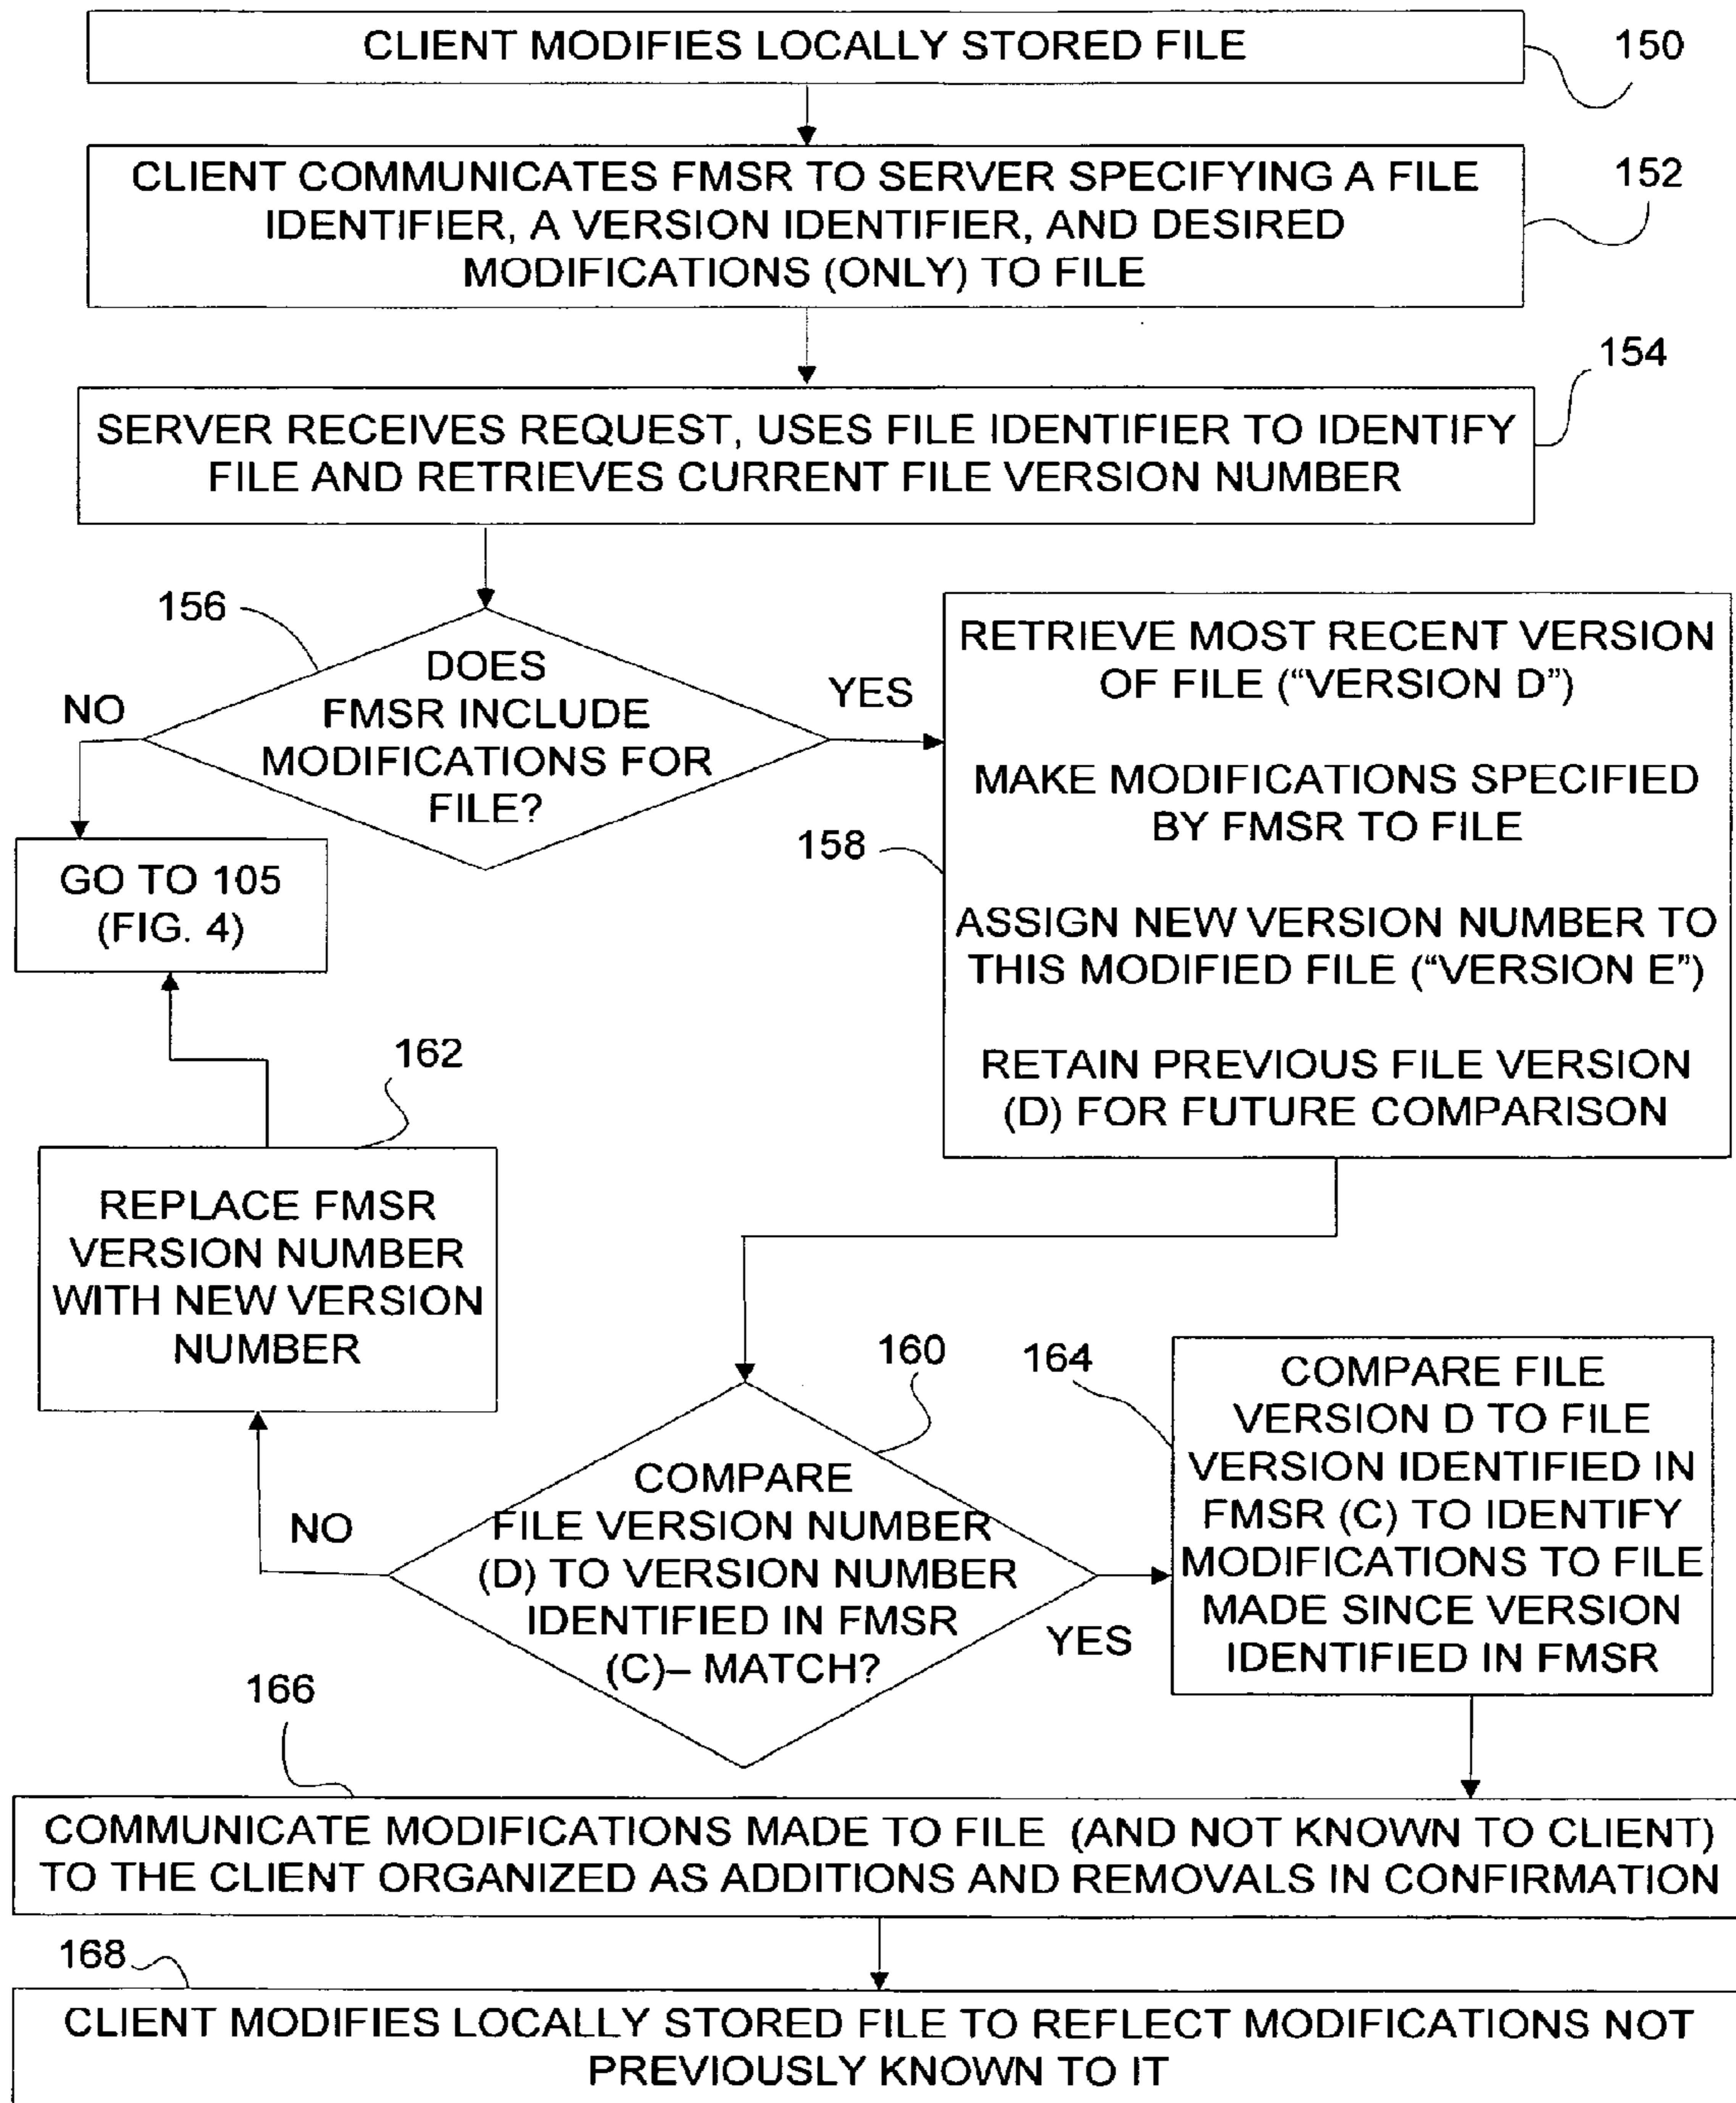 CLIENT MODIFIES LOCALLY STORED FILE
150
CLIENT COMMUNICATES FMSR TO SERVER SPECIFYING A FILE
IDENTIFIER, A VERSION IDENTIFIER, AND DESIRED
MODIFICATIONS (ONLY) TO FILE
152
154
SERVER RECEIVES REQUEST, USES FILE IDENTIFIER TO IDENTIFY
FILE AND RETRIEVES CURRENT FILE VERSION NUMBER
156
DOES
FMSR INCLUDE
MODIFICATIONS FOR
FILE?
NO
YES
GO TO 105
(FIG. 4)
158
RETRIEVE MOST RECENT VERSION
OF FILE (“VERSION D”)
MAKE MODIFICATIONS SPECIFIED
BY FMSR TO FILE
ASSIGN NEW VERSION NUMBER TO
THIS MODIFIED FILE (“VERSION E”)
RETAIN PREVIOUS FILE VERSION
(D) FOR FUTURE COMPARISON
162
REPLACE FMSR
VERSION NUMBER
WITH NEW VERSION
NUMBER
160
COMPARE
FILE VERSION NUMBER
(D) TO VERSION NUMBER
IDENTIFIED IN FMSR
(C)– MATCH?
NO
YES
164
COMPARE FILE
VERSION D TO FILE
VERSION IDENTIFIED IN
FMSR (C) TO IDENTIFY
MODIFICATIONS TO FILE
MADE SINCE VERSION
IDENTIFIED IN FMSR
166
COMMUNICATE MODIFICATIONS MADE TO FILE (AND NOT KNOWN TO CLIENT)
TO THE CLIENT ORGANIZED AS ADDITIONS AND REMOVALS IN CONFIRMATION
168
CLIENT MODIFIES LOCALLY STORED FILE TO REFLECT MODIFICATIONS NOT
PREVIOUSLY KNOWN TO IT